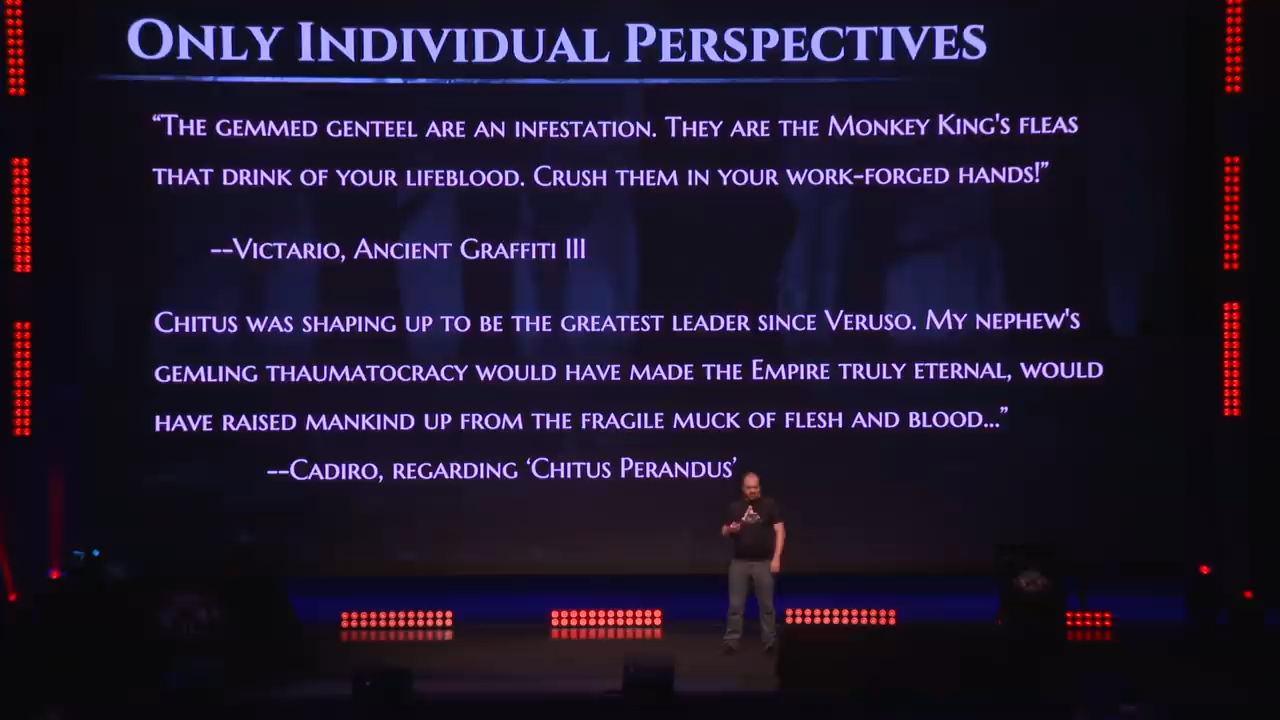 Only Individual Perspectives
“The gemmed genteel are an infestation. They are the Monkey King's fleas
that drink of your lifeblood. Crush them in your work-forged hands!”
--Victario, Ancient Graffiti III
Chitus was shaping up to be the greatest leader since Veruso. My nephew's
gemling thaumatocracy would have made the Empire truly eternal, would
have raised mankind up from the fragile muck of flesh and blood...”
--Cadiro, regarding ‘Chitus Perandus’